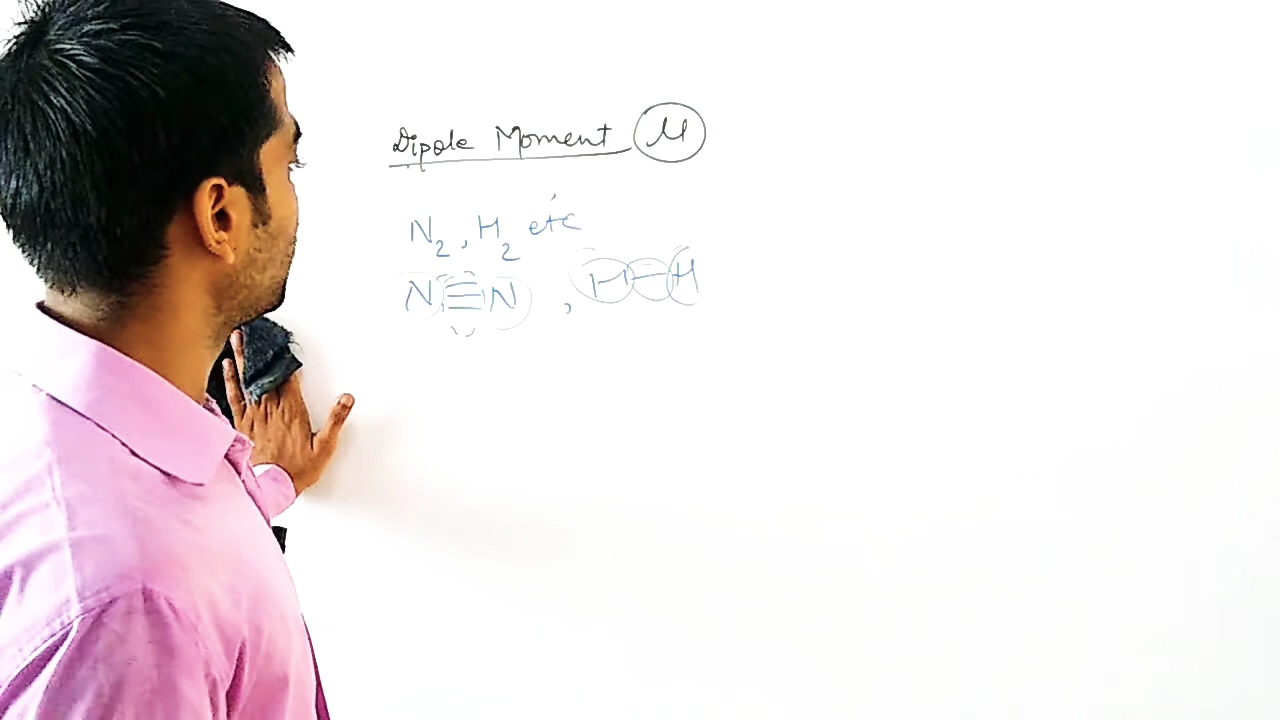 Dipole Moment μ
N₂, H₂ etc
N≡N, H-H